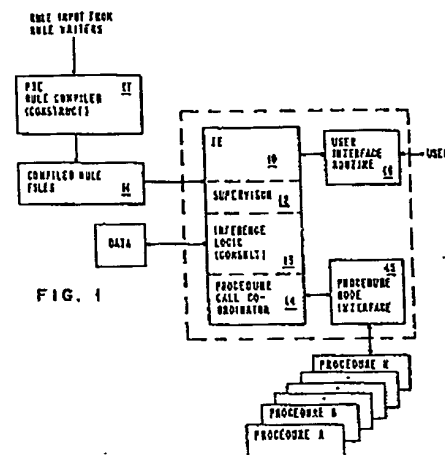 RULE INPUT FROM
RULE WRITERS
RULE COMPILER
(CONSTRUCT)
COMPILED RULE
FILES
DATA
FIG. 1
IE
SUPERVISOR
INFERENCE
LOGIC
(CONSULT)
PROCEDURE
CALL CO-
ORDINATOR
USER
INTERFACE
ROUTINE
USER
PROCEDURE
NODE
INTERFACE
PROCEDURE N
PROCEDURE B
PROCEDURE A